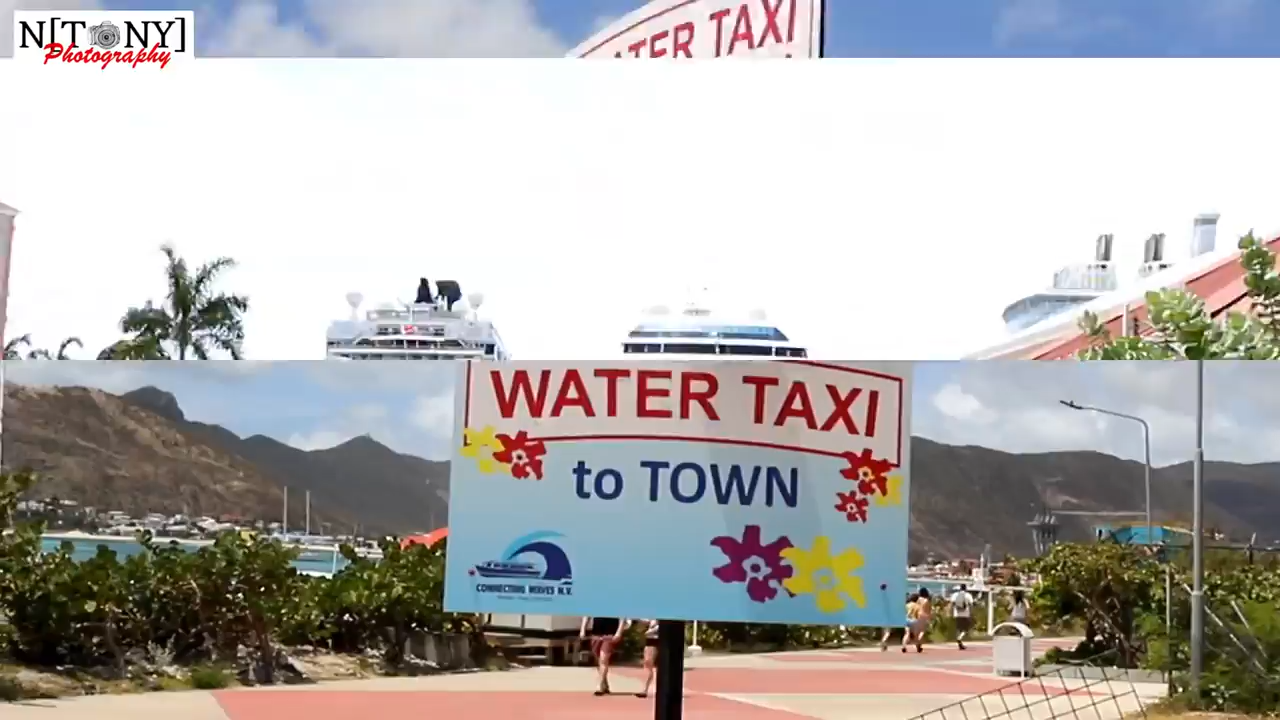 N[TONY]
Photography
WATER TAXI
WATER TAXI
to TOWN
CONNECTING WAVES N.V.